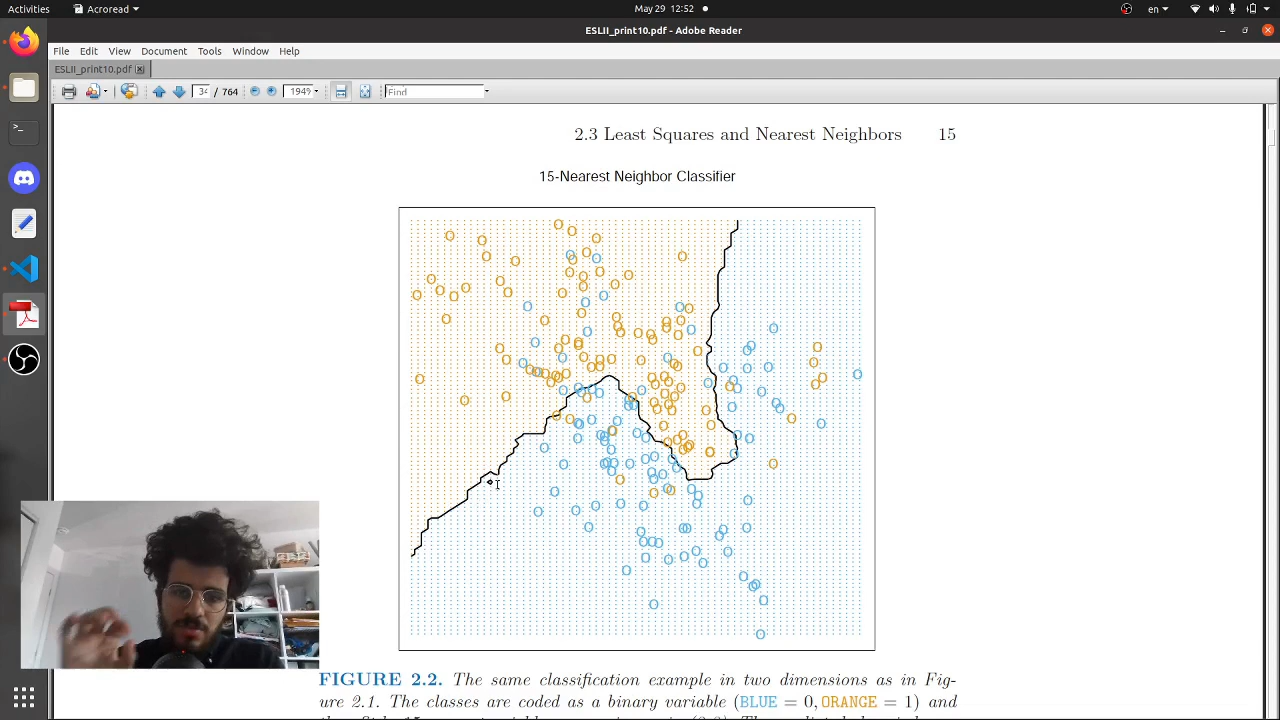 Activities Acroread May 29 12:52 en
ESLII_print10.pdf - Adobe Reader
File Edit View Document Tools Window Help
ESLII_print10.pdf
34 / 764 194% Find
2.3 Least Squares and Nearest Neighbors 15
15-Nearest Neighbor Classifier
FIGURE 2.2. The same classification example in two dimensions as in Fig-
ure 2.1. The classes are coded as a binary variable (BLUE = 0, ORANGE = 1) and